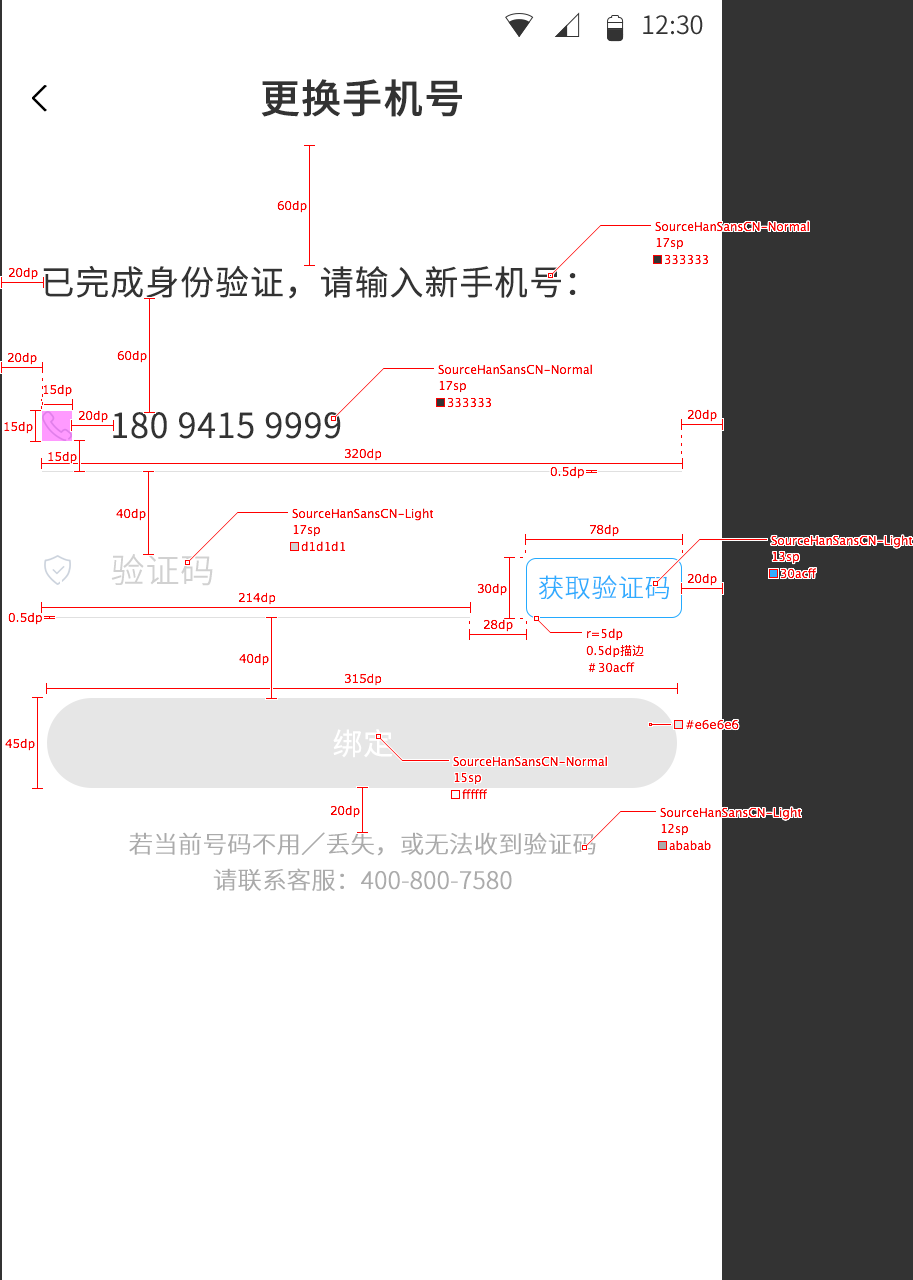 12:30
更换手机号
60dp
SourceHanSansCN-Normal
17sp
333333
20dp
已完成身份验证，请输入新手机号：
20dp
60dp
SourceHanSansCN-Normal
17sp
333333
15dp
15dp
20dp
180 9415 9999
20dp
15dp
320dp
0.5dp
40dp
SourceHanSansCN-Light
17sp
d1d1d1
78dp
SourceHanSansCN-Light
13sp
30acff
验证码
30dp
获取验证码
20dp
214dp
0.5dp
28dp
r=5dp
0.5dp描边
# 30acff
40dp
315dp
45dp
绑定
#e6e6e6
SourceHanSansCN-Normal
15sp
ffffff
20dp
SourceHanSansCN-Light
12sp
ababab
若当前号码不用／丢失，或无法收到验证码
请联系客服：400-800-7580